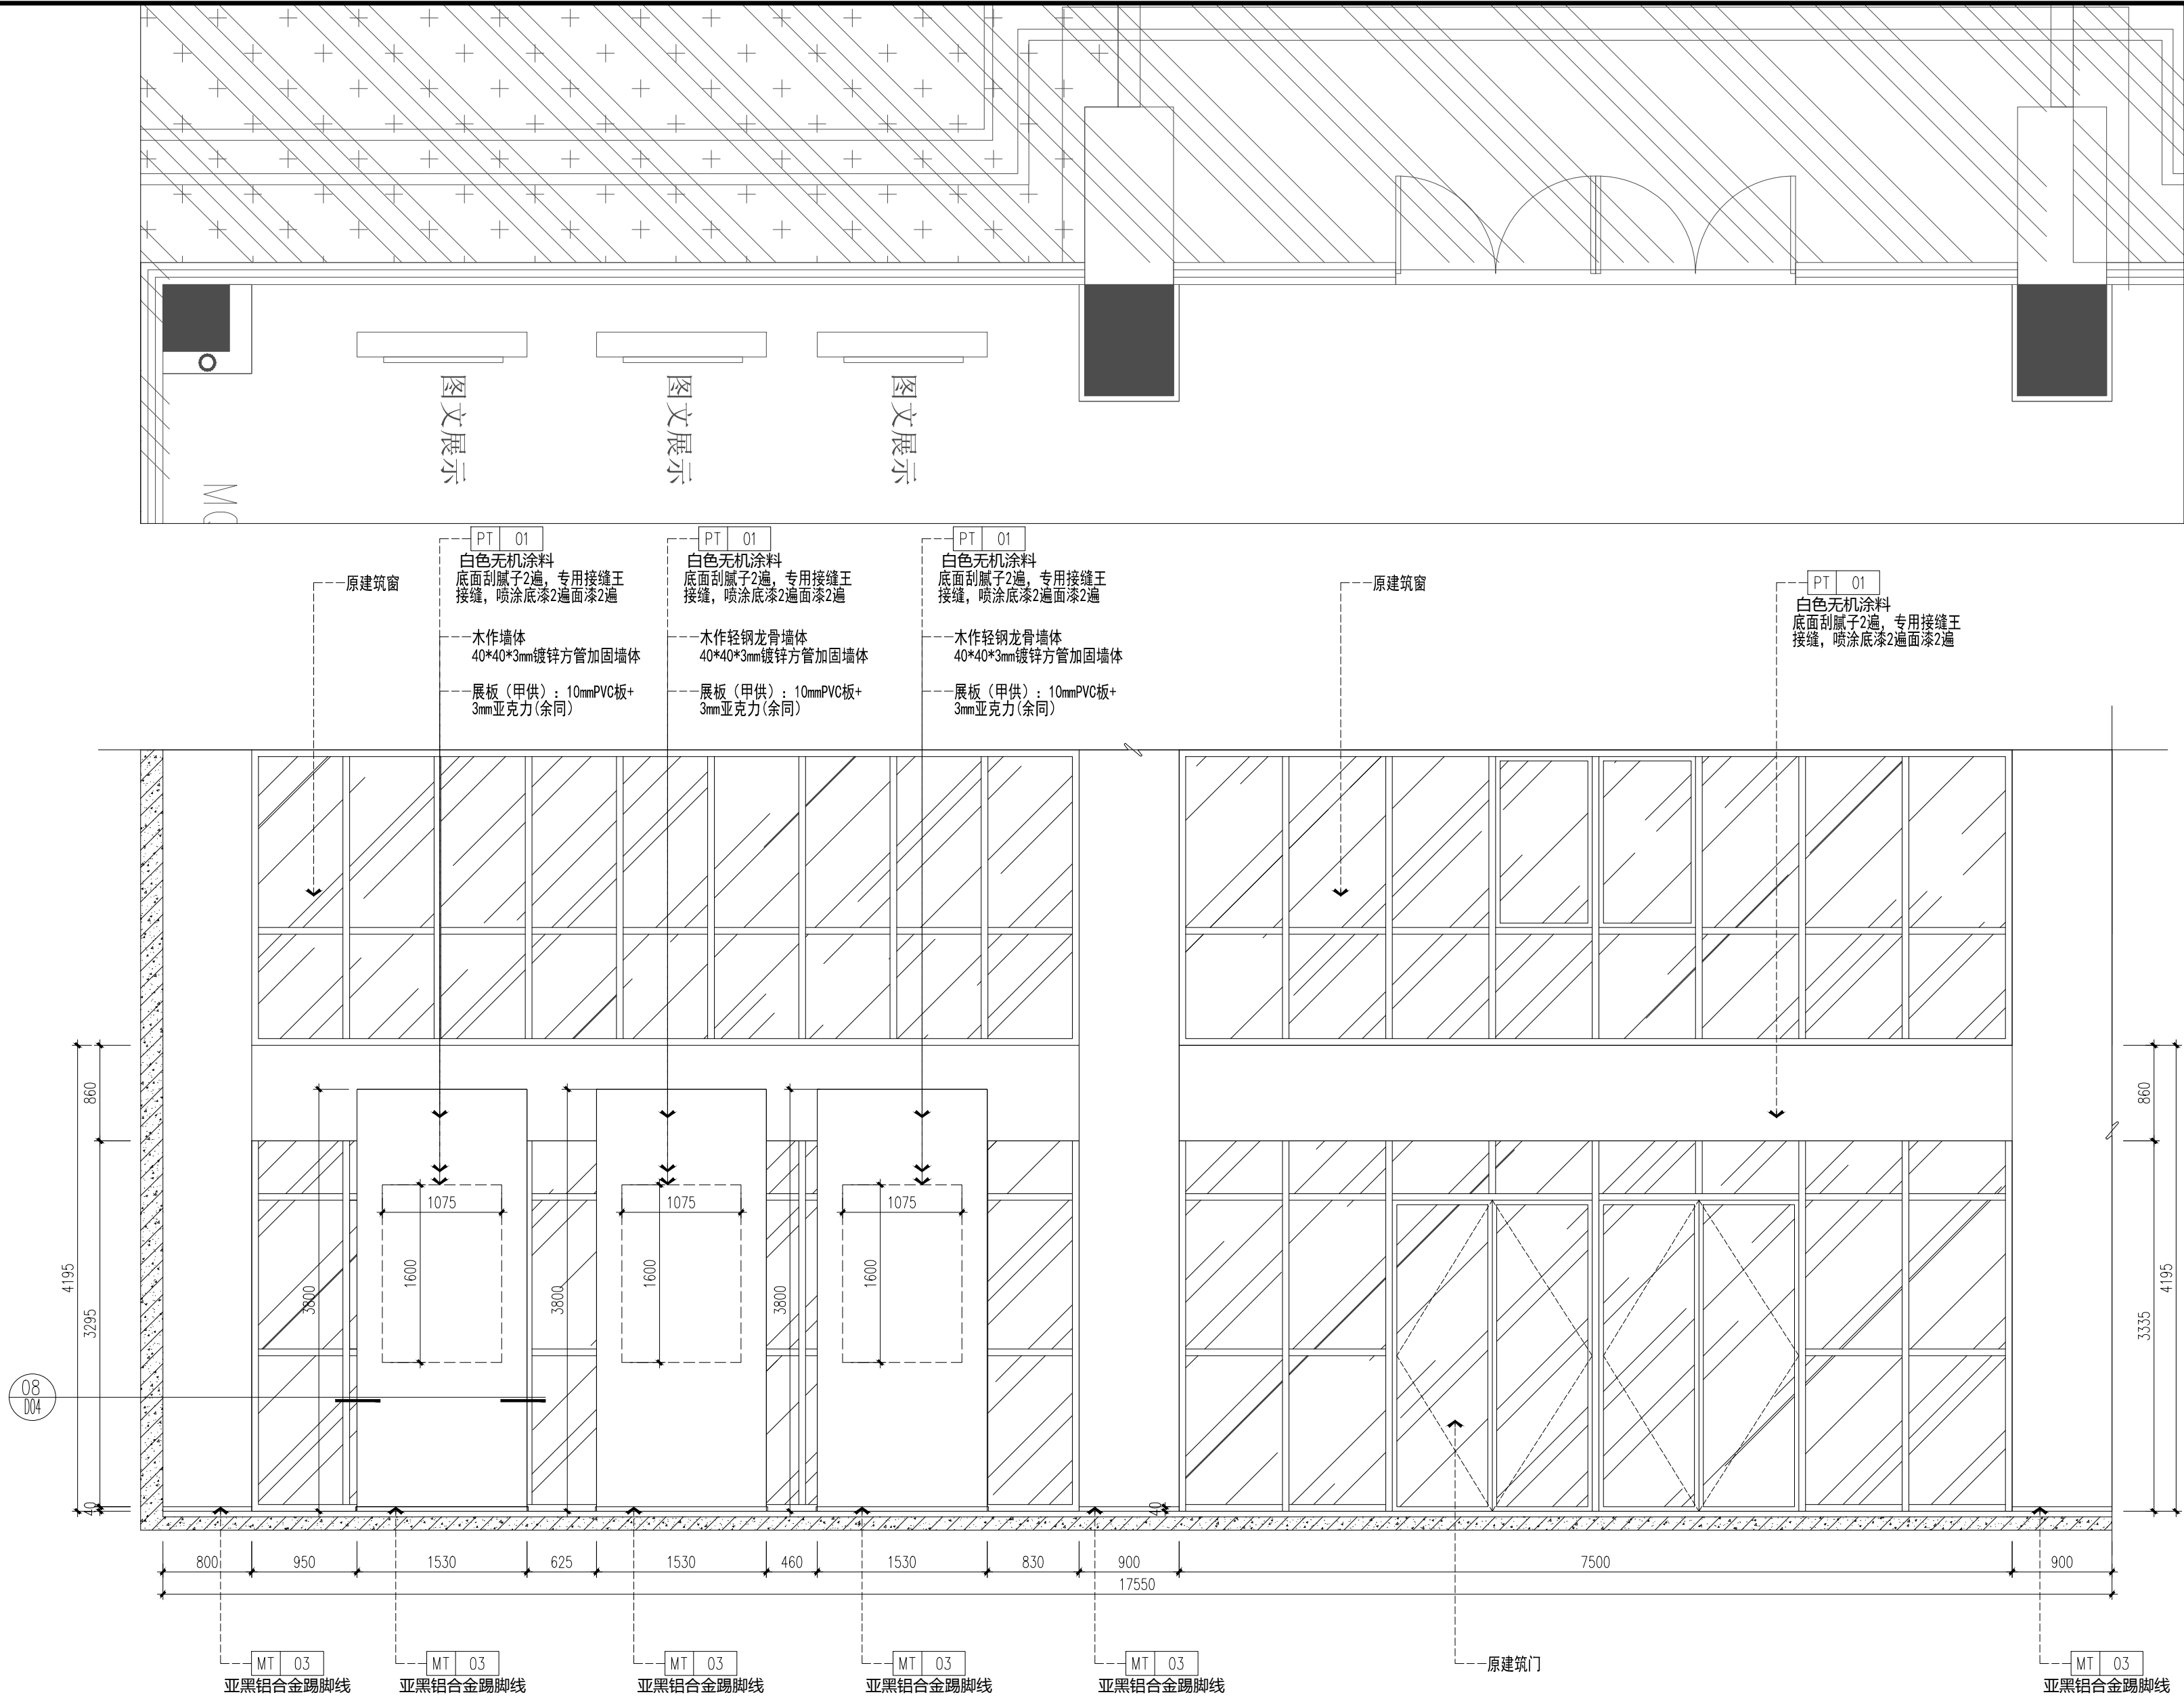 图文展示
图文展示
图文展示
PT 01
白色无机涂料
底面刮腻子2遍，专用接缝王
接缝，喷涂底漆2遍面漆2遍
PT 01
白色无机涂料
底面刮腻子2遍，专用接缝王
接缝，喷涂底漆2遍面漆2遍
PT 01
白色无机涂料
底面刮腻子2遍，专用接缝王
接缝，喷涂底漆2遍面漆2遍
原建筑窗
原建筑窗
PT 01
白色无机涂料
底面刮腻子2遍，专用接缝王
接缝，喷涂底漆2遍面漆2遍
木作墙体
40*40*3mm镀锌方管加固墙体
木作轻钢龙骨墙体
40*40*3mm镀锌方管加固墙体
木作轻钢龙骨墙体
40*40*3mm镀锌方管加固墙体
展板（甲供）：10mmPVC板+
3mm亚克力(余同)
展板（甲供）：10mmPVC板+
3mm亚克力(余同)
展板（甲供）：10mmPVC板+
3mm亚克力(余同)
860
4195
3295
40
3800
1075
1600
3800
1075
1600
3800
1075
1600
860
4195
3335
08
D04
40
800 950 1530 625 1530 460 1530 830 900 7500 900
17550
MT 03
亚黑铝合金踢脚线
MT 03
亚黑铝合金踢脚线
MT 03
亚黑铝合金踢脚线
MT 03
亚黑铝合金踢脚线
MT 03
亚黑铝合金踢脚线
原建筑门
MT 03
亚黑铝合金踢脚线